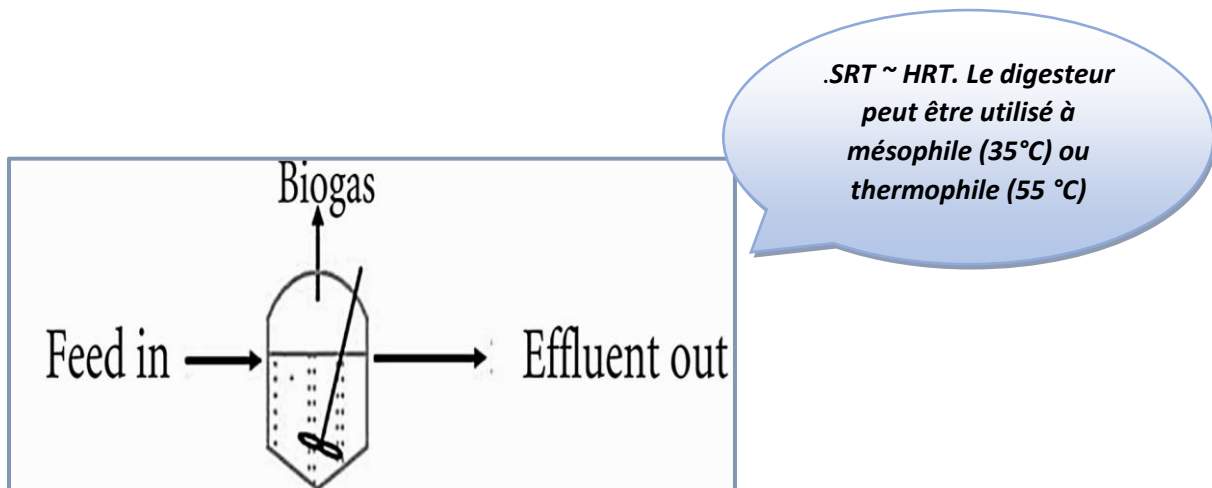 .SRT ~ HRT. Le digesteur
peut être utilisé à
mésophile (35°C) ou
thermophile (55 °C)
Biogas
Feed in
Effluent out